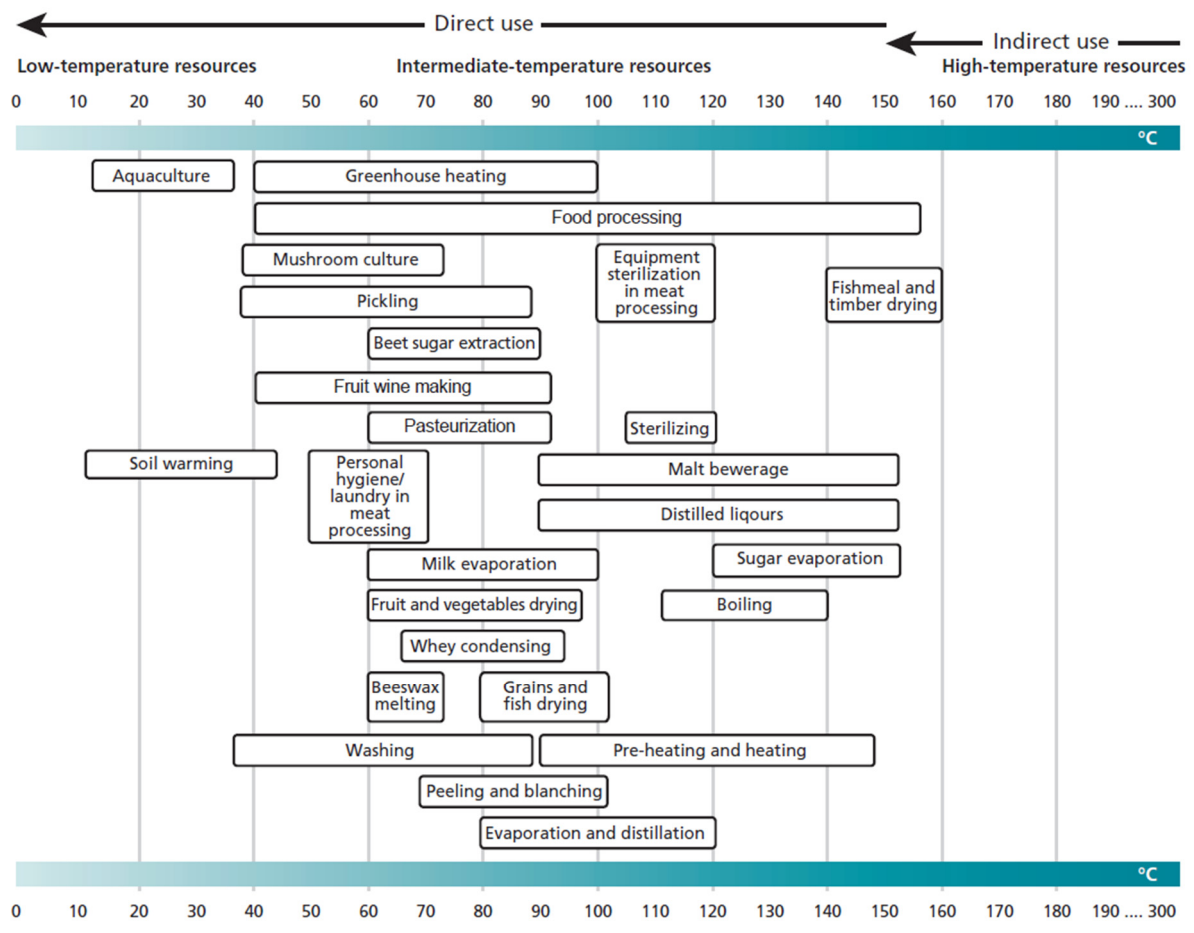 Direct use
Indirect use
Low-temperature resources Intermediate-temperature resources High-temperature resources
0 10 20 30 40 50 60 70 80 90 100 110 120 130 140 150 160 170 180 190 .... 300
°C
Aquaculture Greenhouse heating
Food processing
Mushroom culture
Equipment
sterilization
in meat
processing
Fishmeal and
timber drying
Pickling
Beet sugar extraction
Fruit wine making
Pasteurization Sterilizing
Soil warming
Personal
hygiene/
laundry in
meat
processing
Malt bewerage
Distilled liqours
Milk evaporation Sugar evaporation
Fruit and vegetables drying Boiling
Whey condensing
Beeswax
melting
Grains and
fish drying
Washing Pre-heating and heating
Peeling and blanching
Evaporation and distillation
°C
0 10 20 30 40 50 60 70 80 90 100 110 120 130 140 150 160 170 180 190 .... 300